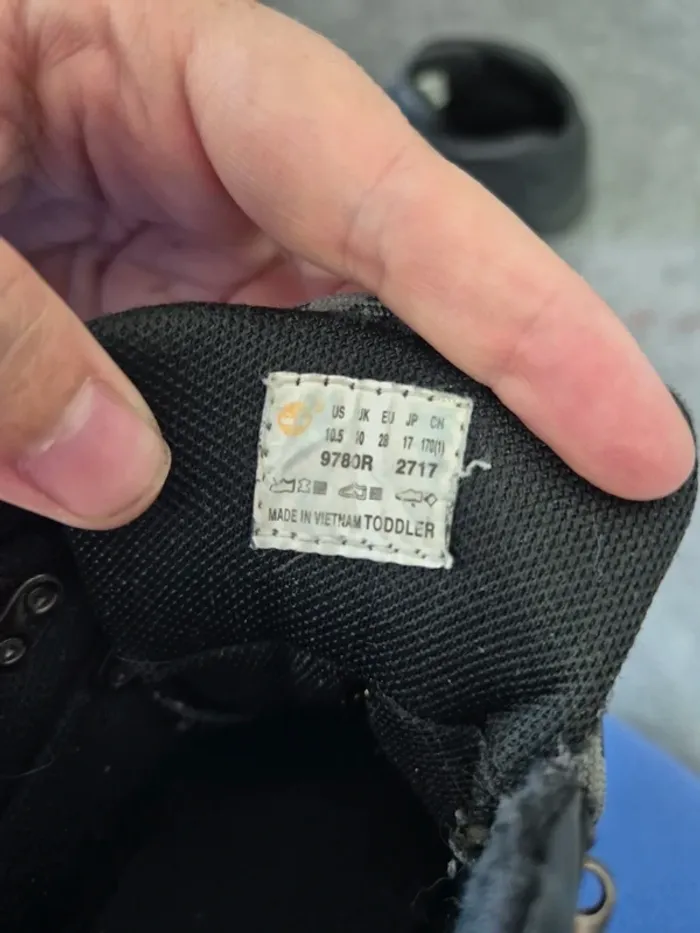 US UK EU JP CN
10.5 10 28 17 170(1)
9780R 2717
MADE IN VIETNAM TODDLER